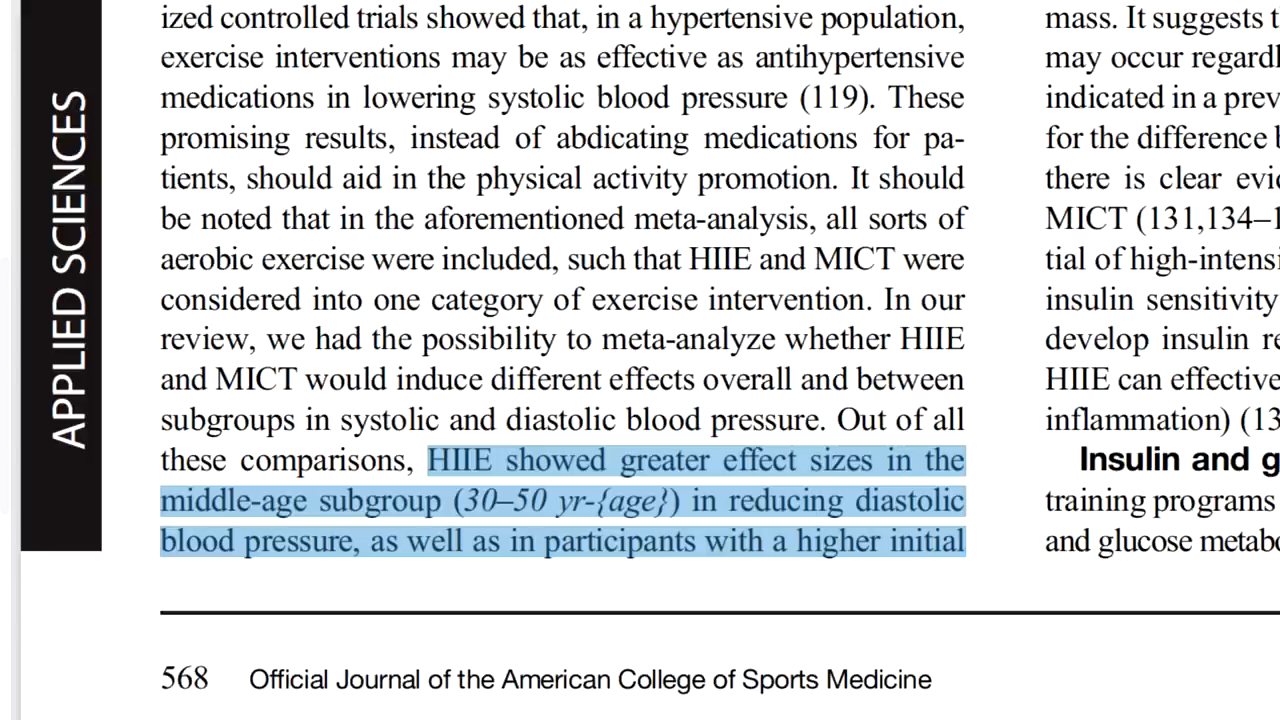 APPLIED SCIENCES
ized controlled trials showed that, in a hypertensive population,
exercise interventions may be as effective as antihypertensive
medications in lowering systolic blood pressure (119). These
promising results, instead of abdicating medications for pa-
tients, should aid in the physical activity promotion. It should
be noted that in the aforementioned meta-analysis, all sorts of
aerobic exercise were included, such that HIIE and MICT were
considered into one category of exercise intervention. In our
review, we had the possibility to meta-analyze whether HIIE
and MICT would induce different effects overall and between
subgroups in systolic and diastolic blood pressure. Out of all
these comparisons, HIIE showed greater effect sizes in the
middle-age subgroup (30–50 yr-{age}) in reducing diastolic
blood pressure, as well as in participants with a higher initial
mass. It suggests t
may occur regardl
indicated in a prev
for the difference b
there is clear evid
MICT (131,134–1
tial of high-intensi
insulin sensitivity
develop insulin re
HIIE can effective
inflammation) (13
Insulin and g
training programs
and glucose metabo
568 Official Journal of the American College of Sports Medicine